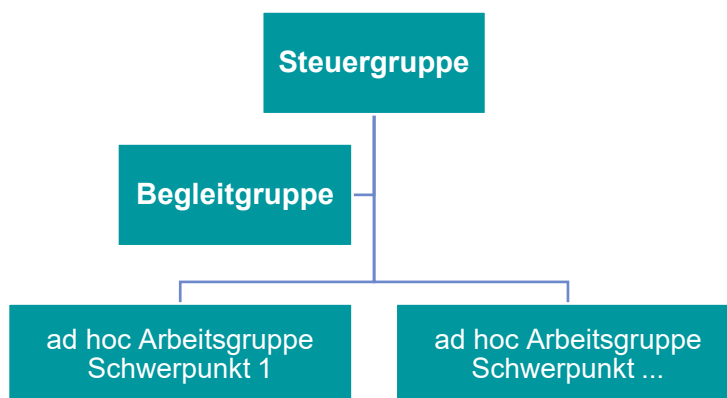 Steuergruppe
Begleitgruppe
ad hoc Arbeitsgruppe
Schwerpunkt 1
ad hoc Arbeitsgruppe
Schwerpunkt ...